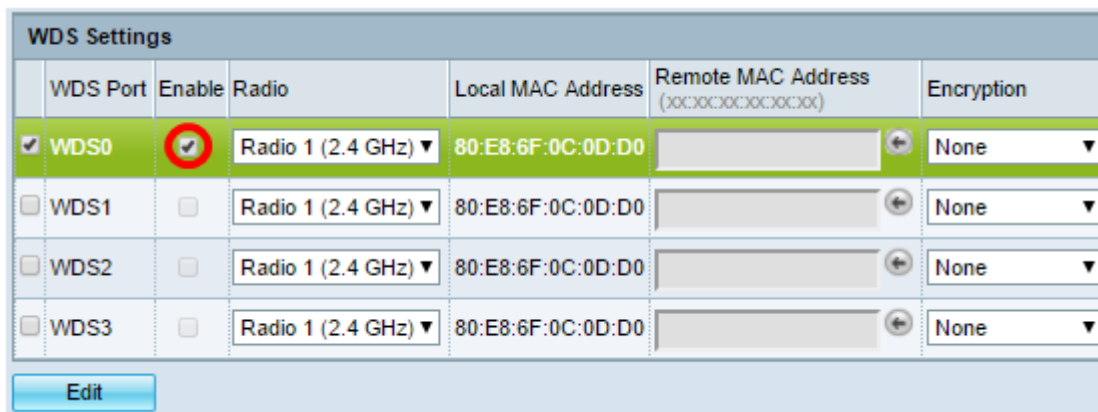 WDS Settings
WDS Port Enable Radio Local MAC Address Remote MAC Address Encryption
(xx:xx:xx:xx:xx:xx)
WDS0 Radio 1 (2.4 GHz) 80:E8:6F:0C:0D:D0 None
WDS1 Radio 1 (2.4 GHz) 80:E8:6F:0C:0D:D0 None
WDS2 Radio 1 (2.4 GHz) 80:E8:6F:0C:0D:D0 None
WDS3 Radio 1 (2.4 GHz) 80:E8:6F:0C:0D:D0 None
Edit